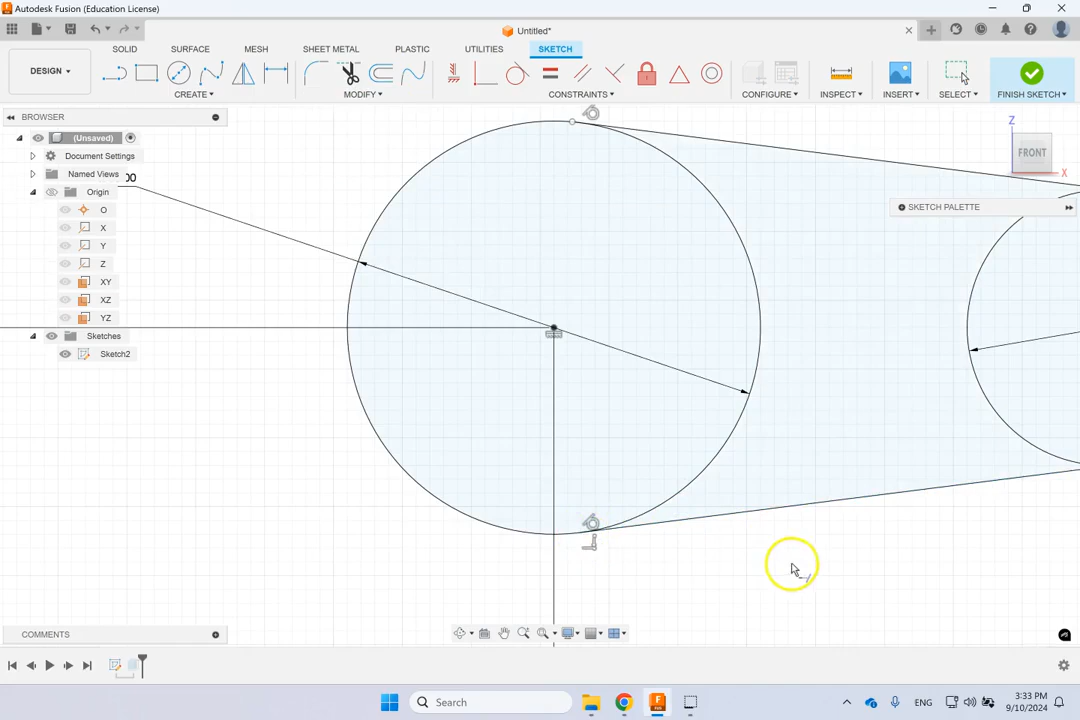 Autodesk Fusion (Education License)
Untitled*
SOLID SURFACE MESH SHEET METAL PLASTIC UTILITIES SKETCH
DESIGN ▾
CREATE ▾ MODIFY ▾ CONSTRAINTS ▾ CONFIGURE ▾ INSPECT ▾ INSERT ▾ SELECT ▾ FINISH SKETCH ▾
BROWSER
(Unsaved)
Document Settings
Named Views
00
Origin
O
X
Y
Z
XY
XZ
YZ
Sketches
Sketch2
Z
FRONT
X
SKETCH PALETTE
COMMENTS
Search
ENG
3:33 PM
9/10/2024